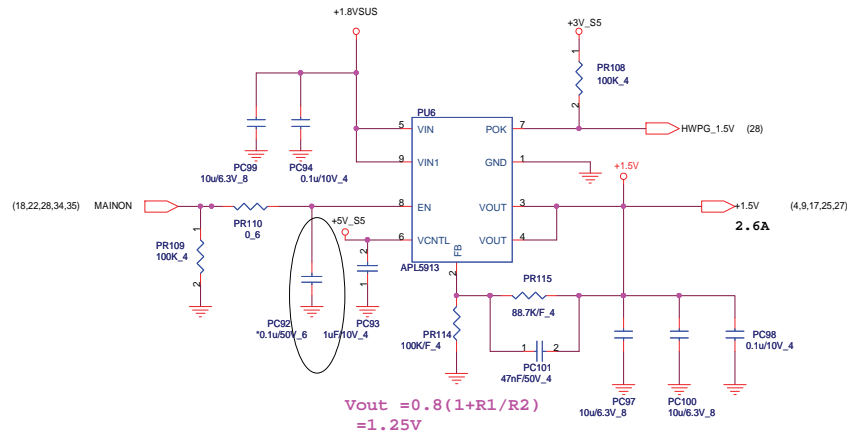 +1.8VSUS
+3V_S5
1
PR108
100K_4
2
PU6
5 VIN
POK 7
HWPG_1.5V (28)
PC99
10u/6.3V_8
PC94
0.1u/10V_4
9 VIN1
GND 1
+1.5V
(18,22,28,34,35) MAINON
8 EN
VOUT 3
+1.5V (4,9,17,25,27)
2.6A
PR110
0_6
+5V_S5
6 VCNTL
VOUT 4
1
PR109
100K_4
2
FB
2
1
APL5913
2
PR115
88.7K/F_4
PC92
*0.1u/50V_6
PC93
1uF/10V_4
PR114
100K/F_4
1 2
PC101
47nF/50V_4
PC98
0.1u/10V_4
PC97
10u/6.3V_8
PC100
10u/6.3V_8
Vout =0.8(1+R1/R2)
=1.25V